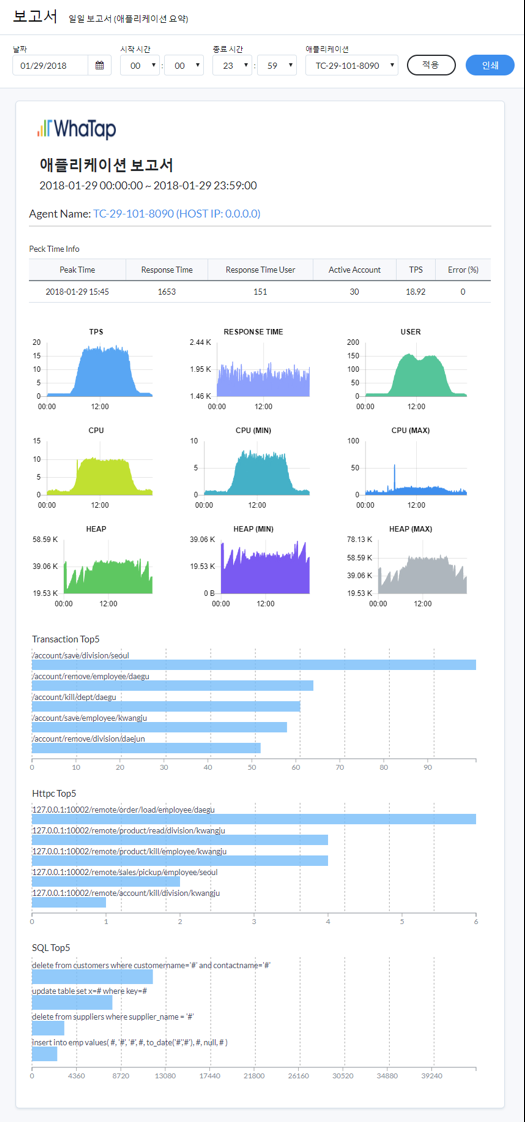 보고서 일일 보고서 (애플리케이션 요약)
날짜 시작 시간 종료 시간 애플리케이션
01/29/2018 00 : 00 23 : 59 TC-29-101-8090 적용 인쇄
WhaTap
애플리케이션 보고서
2018-01-29 00:00:00 ~ 2018-01-29 23:59:00
Agent Name: TC-29-101-8090 (HOST IP: 0.0.0.0)
Peck Time Info
Peak Time Response Time Response Time User Active Account TPS Error (%)
2018-01-29 15:45 1653 151 30 18.92 0
TPS RESPONSE TIME USER
20 2.44 K 200
15 150
10 1.95 K 100
5 50
0 1.46 K 0
00:00 12:00 00:00 12:00 00:00 12:00
CPU CPU (MIN) CPU (MAX)
15 10 100
10
5 50
5
0 0 0
00:00 12:00 00:00 12:00 00:00 12:00
HEAP HEAP (MIN) HEAP (MAX)
58.59 K 39.06 K 78.13 K
58.59 K
39.06 K 19.53 K
39.06 K
19.53 K 0 B 19.53 K
00:00 12:00 00:00 12:00 00:00 12:00
Transaction Top5
/account/save/division/seoul
/account/remove/employee/daegu
/account/kill/dept/daegu
/account/save/employee/kwangju
/account/remove/division/daejun
0 10 20 30 40 50 60 70 80 90
Httpc Top5
127.0.0.1:10002/remote/order/load/employee/daegu
127.0.0.1:10002/remote/product/read/division/kwangju
127.0.0.1:10002/remote/product/kill/employee/kwangju
127.0.0.1:10002/remote/sales/pickup/employee/seoul
127.0.0.1:10002/remote/account/kill/division/kwangju
0 1 2 3 4 5 6
SQL Top5
delete from customers where customername='#' and contactname='#'
update table set x=# where key=#
delete from suppliers where supplier_name = '#'
insert into emp values( #, '#', '#', #, to_date('#','#'), #, null, # )
0 4360 8720 13080 17440 21800 26160 30520 34880 39240